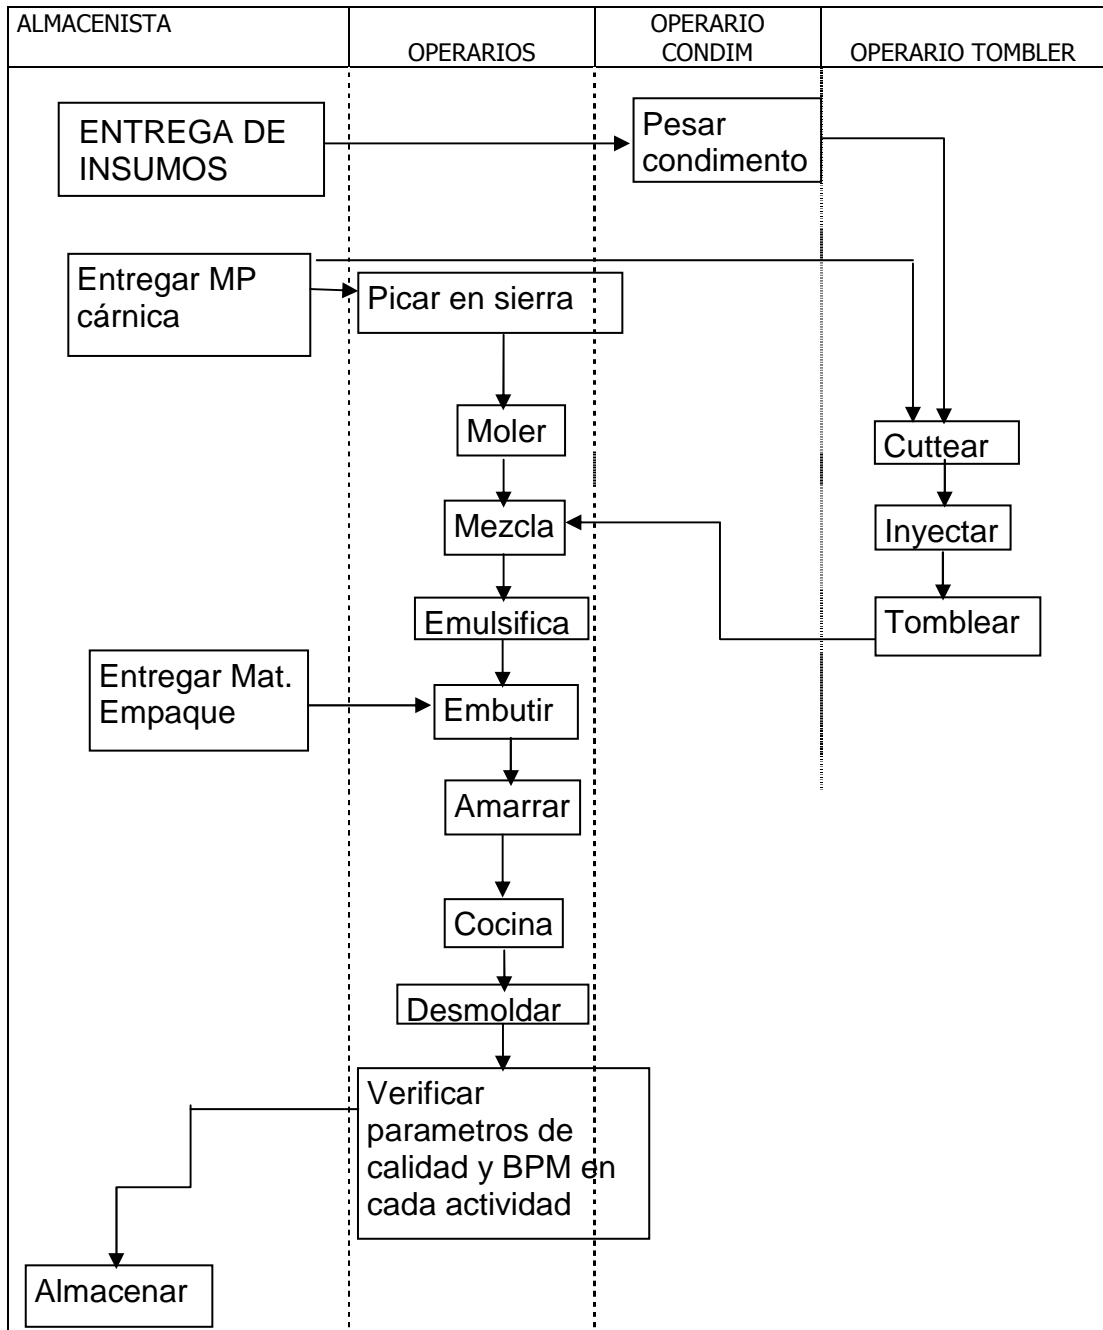 ALMACENISTA
OPERARIOS
OPERARIO
CONDIM
OPERARIO TOMBLER
ENTREGA DE
INSUMOS
Pesar
condimento
Entregar MP
cárnica
Picar en sierra
Moler
Cuttear
Mezcla
Inyectar
Emulsifica
Tomblear
Entregar Mat.
Empaque
Embutir
Amarrar
Cocina
Desmoldar
Verificar
parametros de
calidad y BPM en
cada actividad
Almacenar